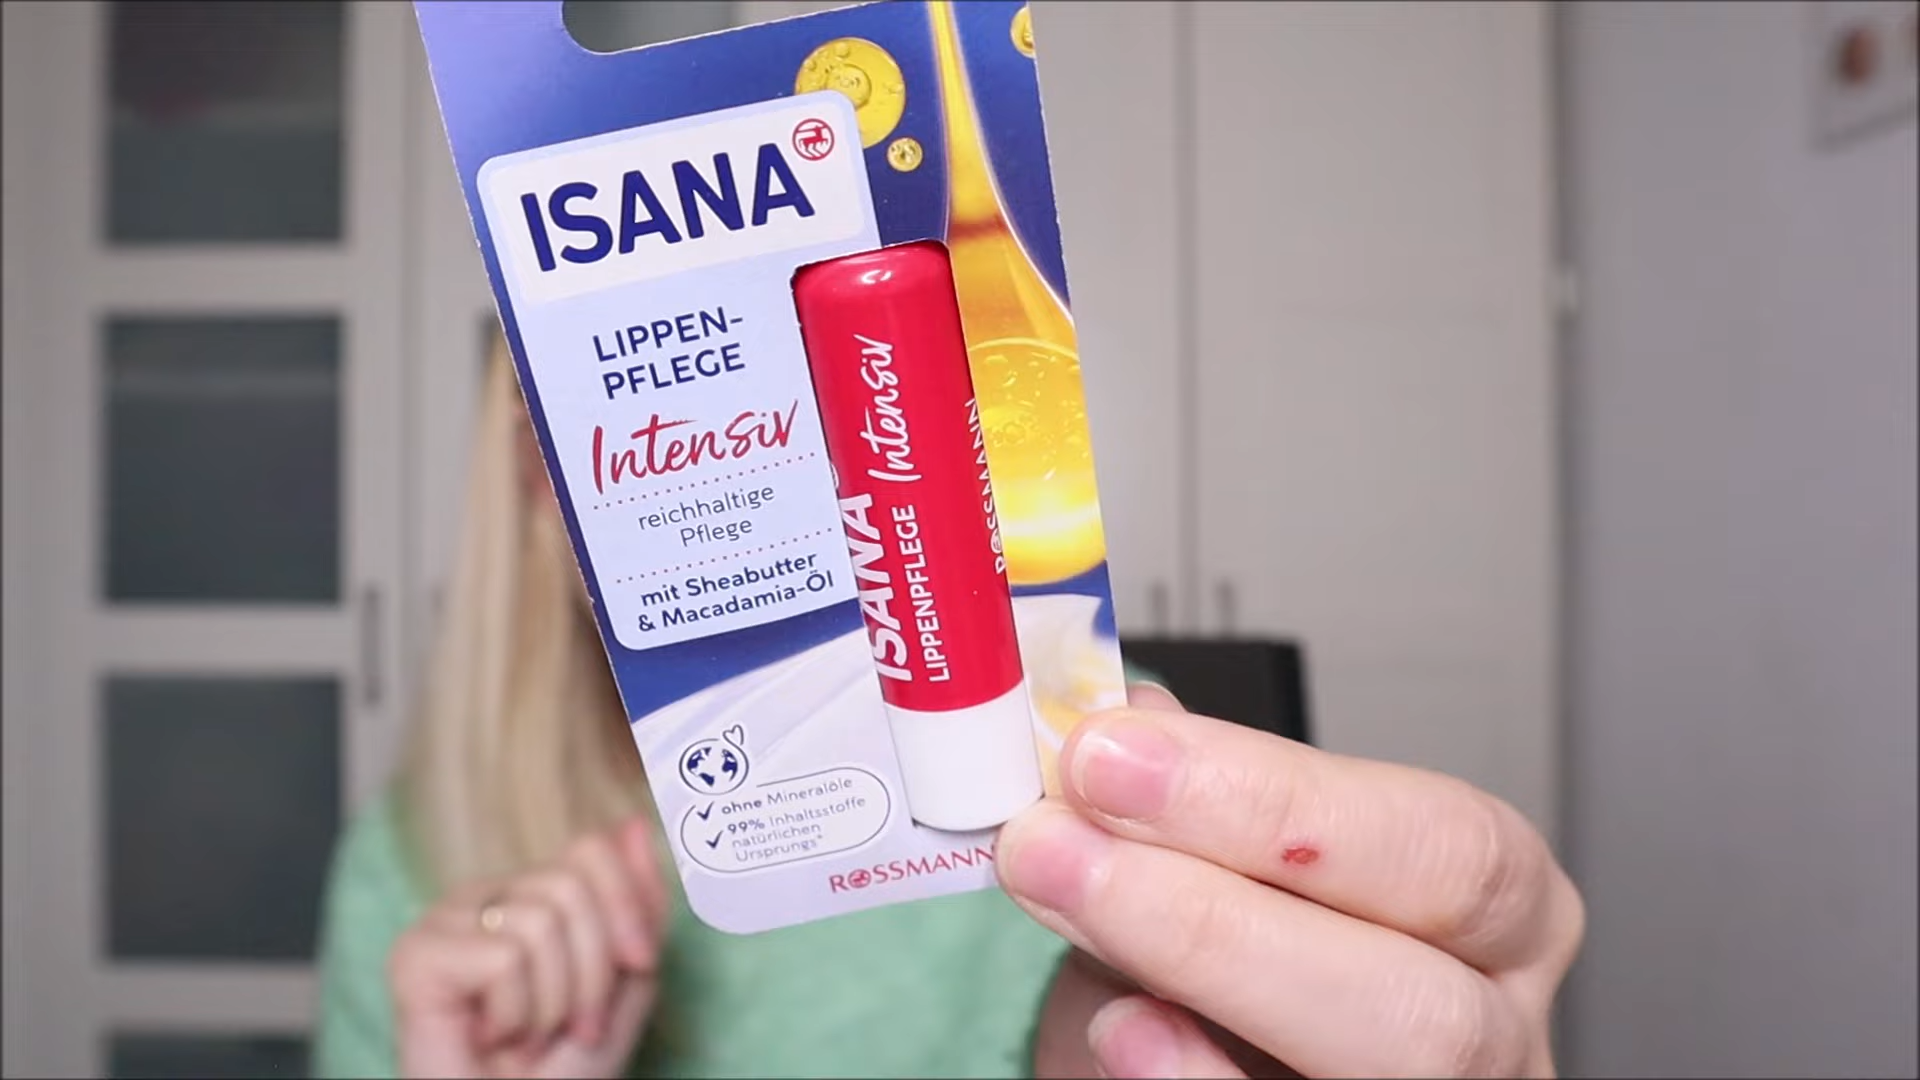 ISANA
LIPPEN-
PFLEGE
Intensiv
reichhaltige
Pflege
mit Sheabutter
& Macadamia-Öl
ohne Mineralöle
99% Inhaltsstoffe
natürlichen
Ursprungs*
ROSSMANN
ISANA
LIPPENPFLEGE Intensiv
ROSSMANN